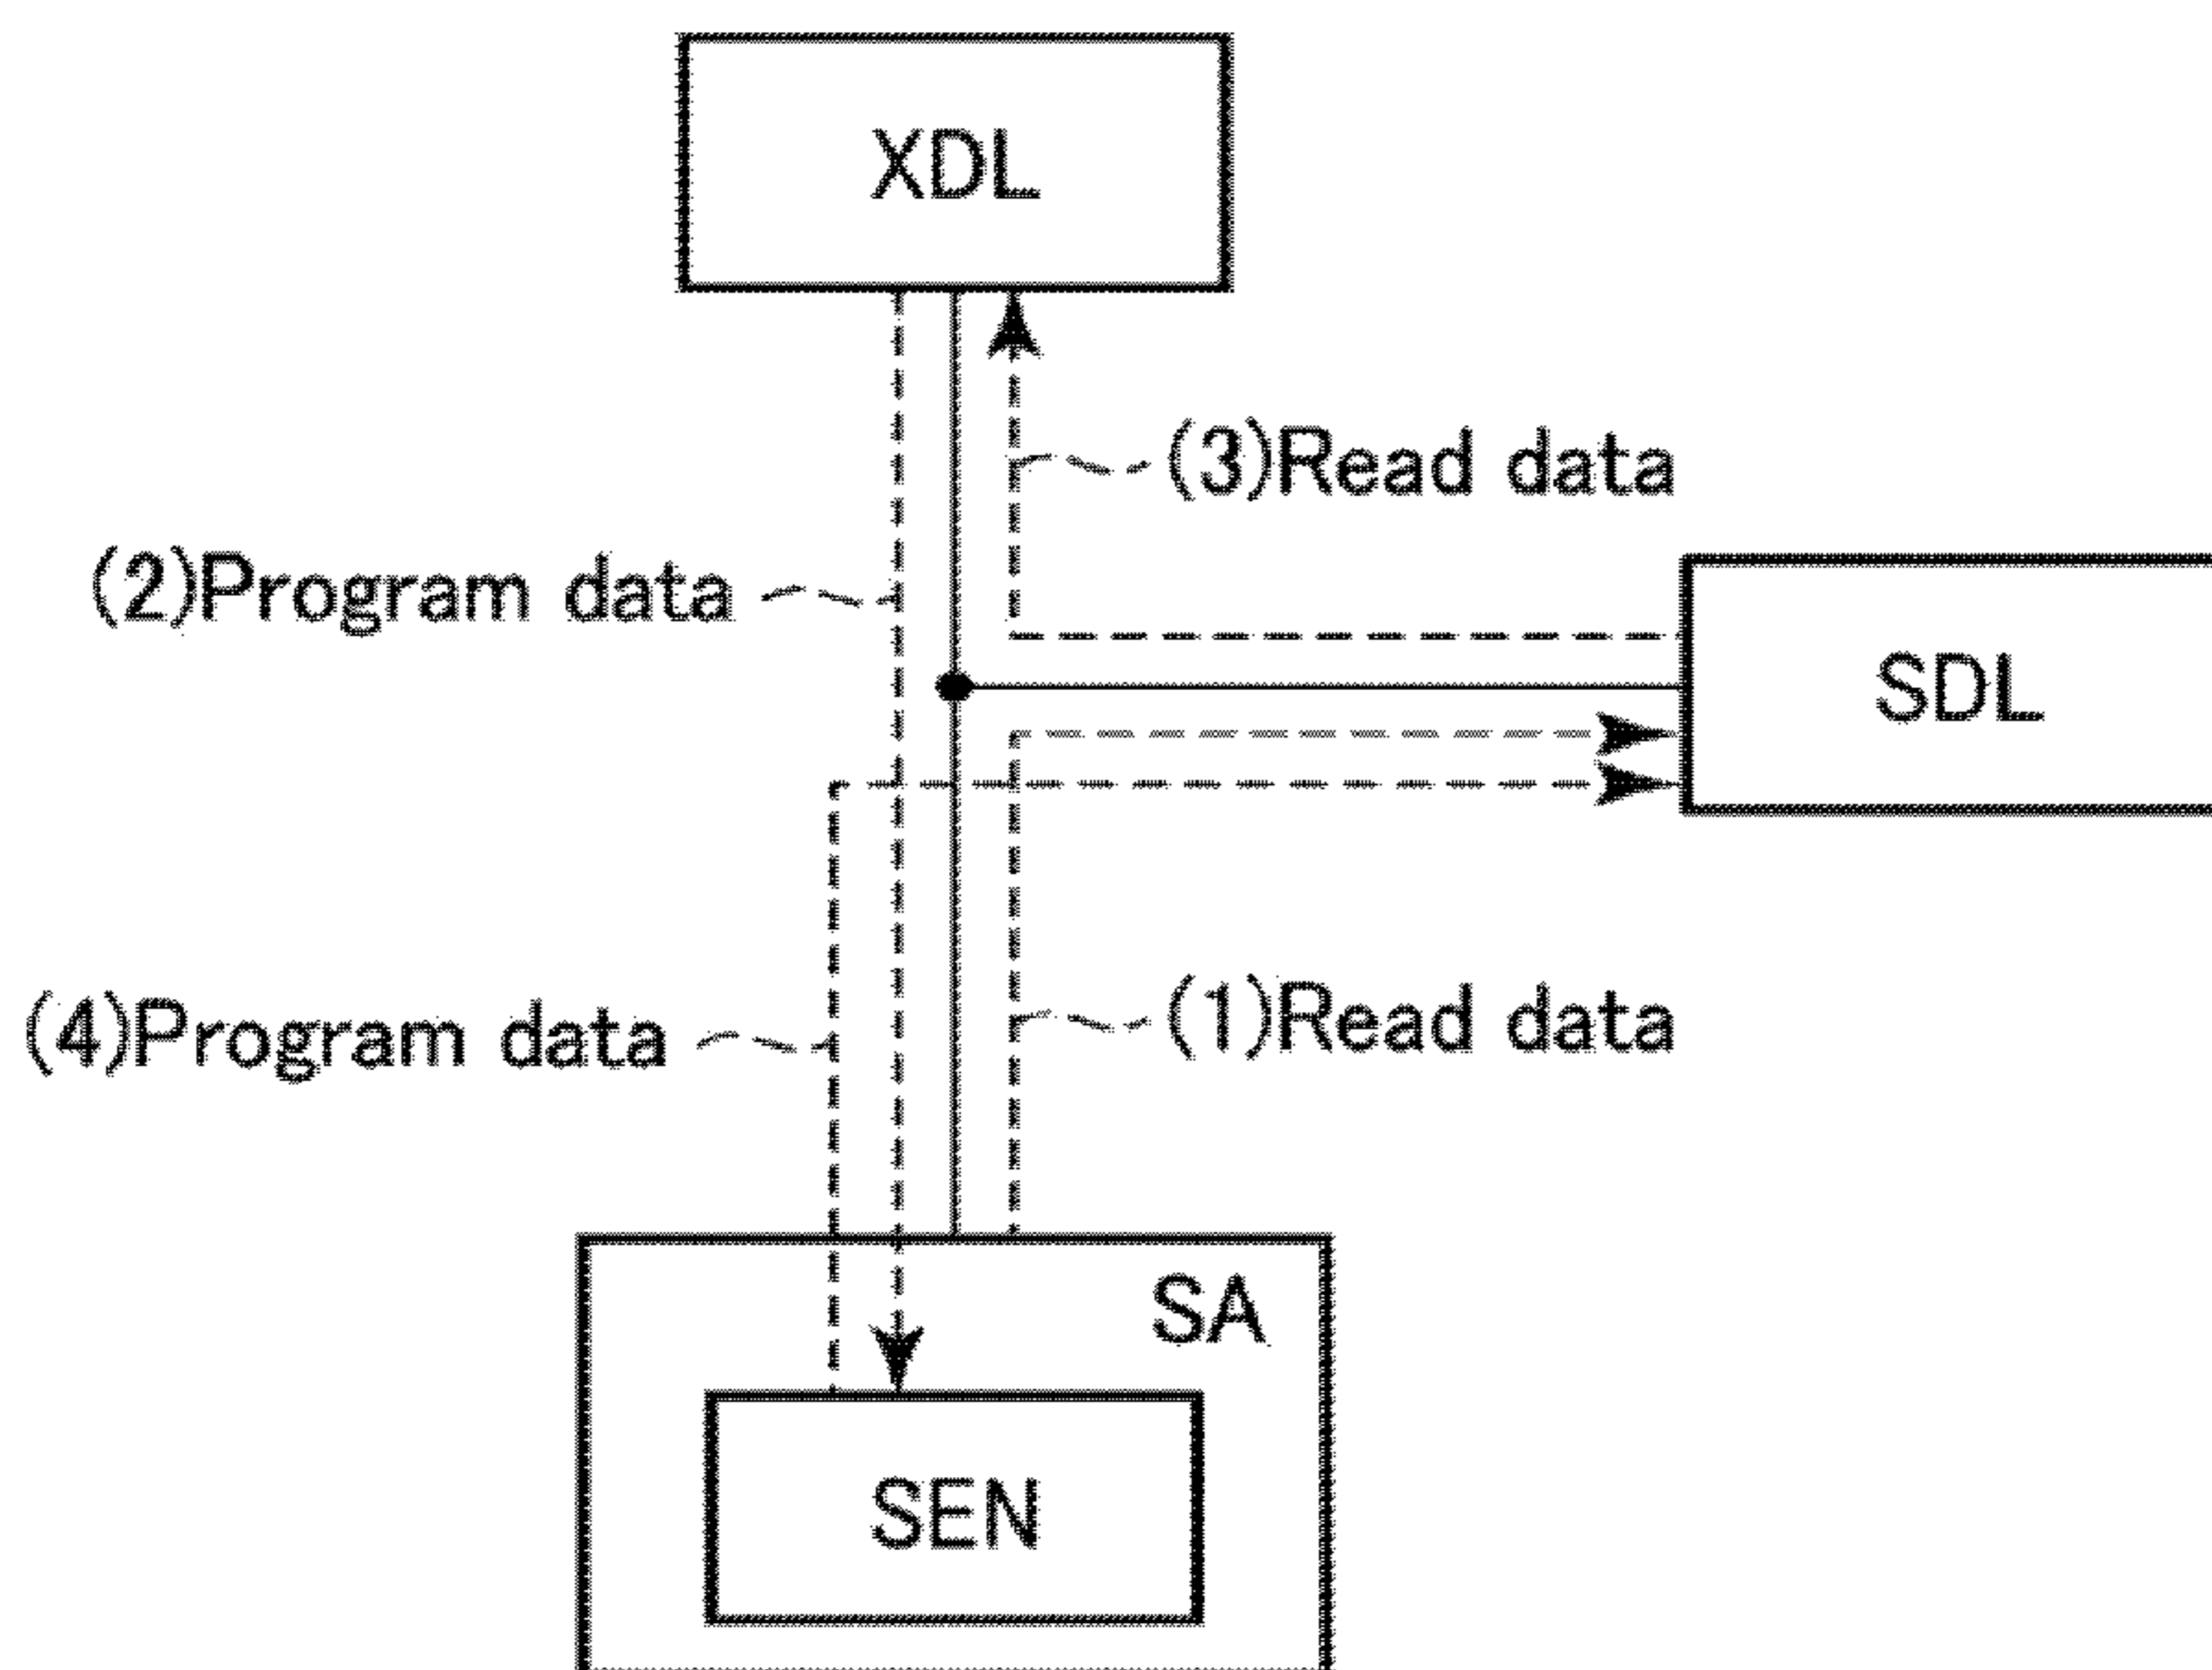 XDL
(3)Read data
(2)Program data
SDL
(4)Program data
(1)Read data
SA
SEN